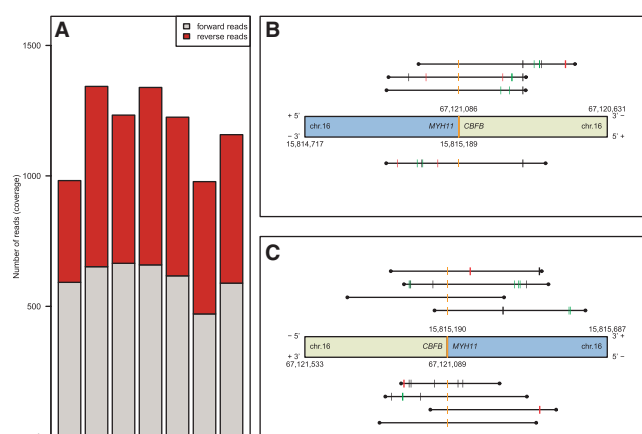 A
forward reads
reverse reads
1500
1000
500
Number of reads (coverage)
B
67,121,086
67,120,631
+ 5'
3' −
chr.16
MYH11
CBFB
chr.16
− 3'
5' +
15,814,717
15,815,189
C
15,815,190
15,815,687
− 5'
3' +
chr.16
CBFB
MYH11
chr.16
+ 3'
5' −
67,121,533
67,121,089